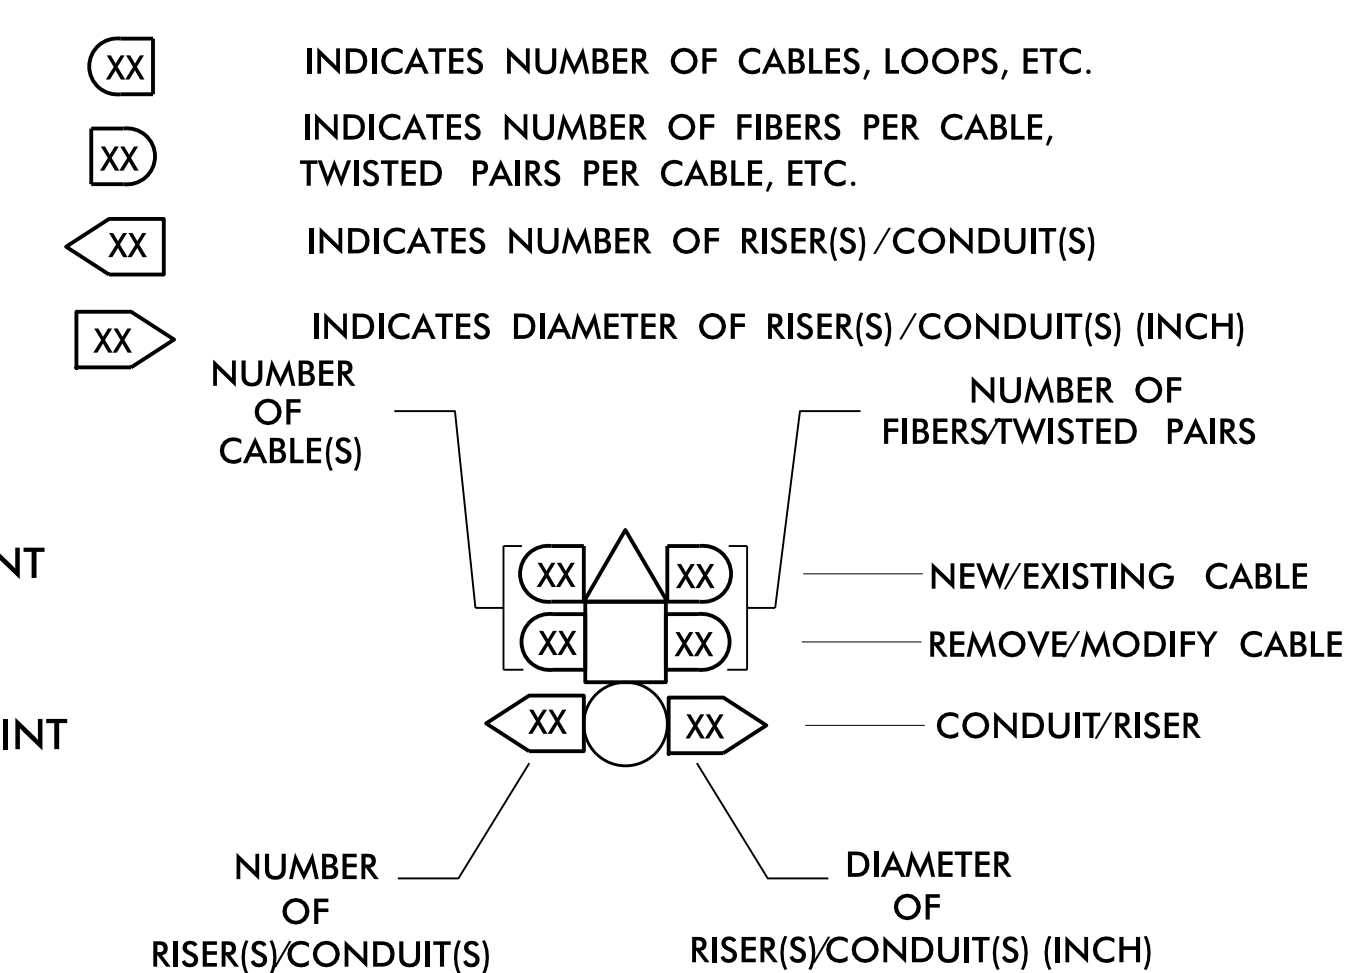 XX INDICATES NUMBER OF CABLES, LOOPS, ETC.
XX INDICATES NUMBER OF FIBERS PER CABLE,
TWISTED PAIRS PER CABLE, ETC.
XX INDICATES NUMBER OF RISER(S)/CONDUIT(S)
XX INDICATES DIAMETER OF RISER(S)/CONDUIT(S) (INCH)
NUMBER
OF
CABLE(S)
NUMBER OF
FIBERS/TWISTED PAIRS
NT
XX XX NEW/EXISTING CABLE
XX XX REMOVE/MODIFY CABLE
INT
XX XX CONDUIT/RISER
NUMBER
OF
RISER(S)/CONDUIT(S)
DIAMETER
OF
RISER(S)/CONDUIT(S) (INCH)